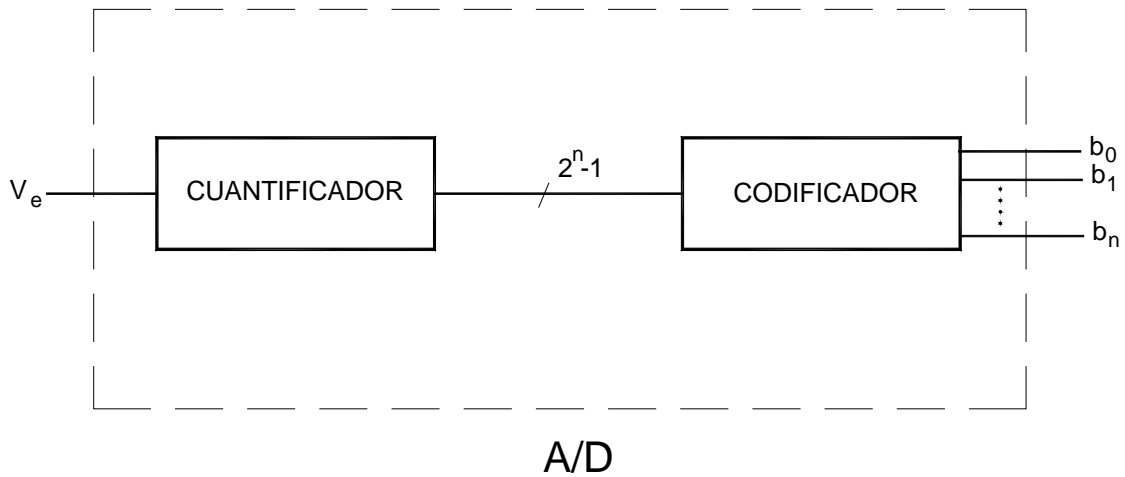 V_e
CUANTIFICADOR
2^n-1
CODIFICADOR
b_0
b_1
b_n
A/D